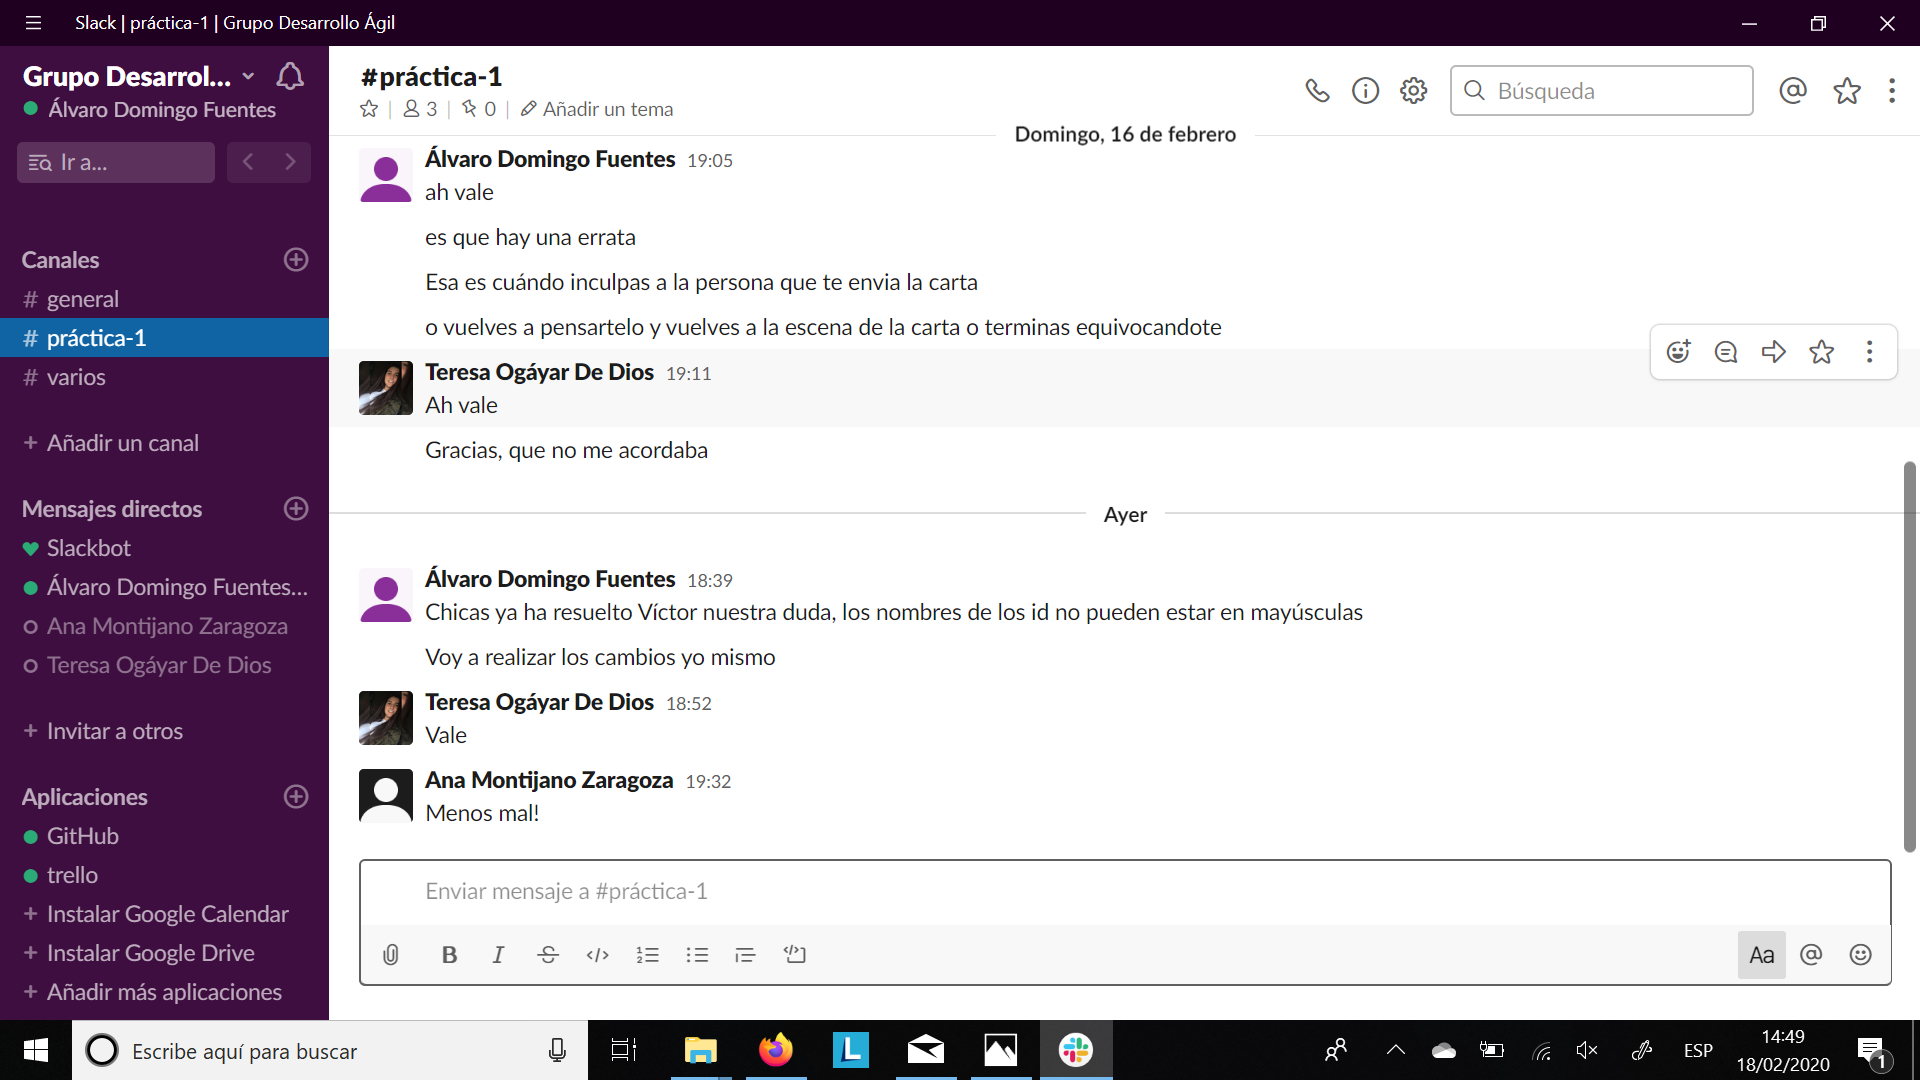 Slack | práctica-1 | Grupo Desarrollo Ágil
Grupo Desarrol...
Álvaro Domingo Fuentes
Ir a...
Canales
# general
# práctica-1
# varios
+ Añadir un canal
Mensajes directos
Slackbot
Álvaro Domingo Fuentes...
Ana Montijano Zaragoza
Teresa Ogáyar De Dios
+ Invitar a otros
Aplicaciones
GitHub
trello
+ Instalar Google Calendar
+ Instalar Google Drive
+ Añadir más aplicaciones
#práctica-1
3 | 0 | Añadir un tema
Búsqueda
Domingo, 16 de febrero
Álvaro Domingo Fuentes 19:05
ah vale
es que hay una errata
Esa es cuándo inculpas a la persona que te envia la carta
o vuelves a pensartelo y vuelves a la escena de la carta o terminas equivocandote
Teresa Ogáyar De Dios 19:11
Ah vale
Gracias, que no me acordaba
Ayer
Álvaro Domingo Fuentes 18:39
Chicas ya ha resuelto Víctor nuestra duda, los nombres de los id no pueden estar en mayúsculas
Voy a realizar los cambios yo mismo
Teresa Ogáyar De Dios 18:52
Vale
Ana Montijano Zaragoza 19:32
Menos mal!
Enviar mensaje a #práctica-1
B I S </> Aa @
Escribe aquí para buscar
L
ESP
14:49
18/02/2020
1